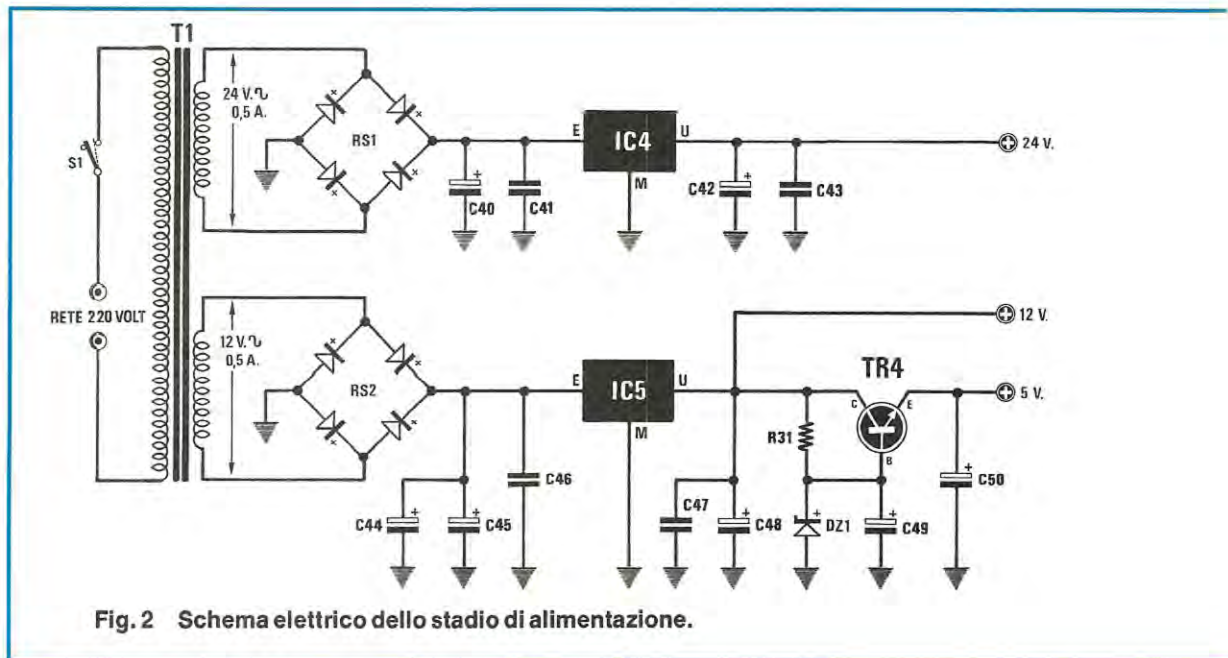 T1
24 V.
0,5 A.
S1
RETE 220 VOLT
RS1
E
IC4
U
M
C40
+
C41
C42
+
C43
24 V.
12 V.
0,5 A.
RS2
E
IC5
U
M
C44
+
C45
+
C46
C47
C48
+
12 V.
TR4
C
E
B
5 V.
R31
DZ1
+
C49
+
C50
+
Fig. 2 Schema elettrico dello stadio di alimentazione.